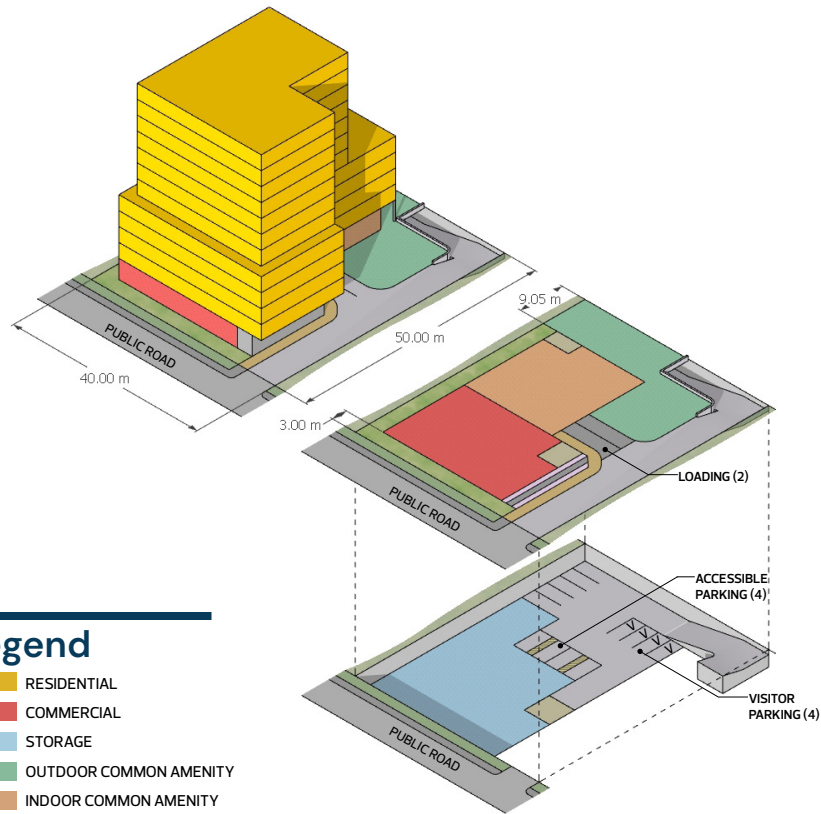 PUBLIC ROAD
40.00 m
50.00 m
9.05 m
3.00 m
LOADING (2)
PUBLIC ROAD
ACCESSIBLE
PARKING (4)
VISITOR
PARKING (4)
PUBLIC ROAD
gend
RESIDENTIAL
COMMERCIAL
STORAGE
OUTDOOR COMMON AMENITY
INDOOR COMMON AMENITY